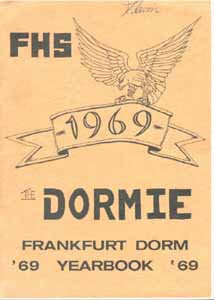 FHS
-1969-
THE
DORMIE
FRANKFURT DORM
'69 YEARBOOK '69